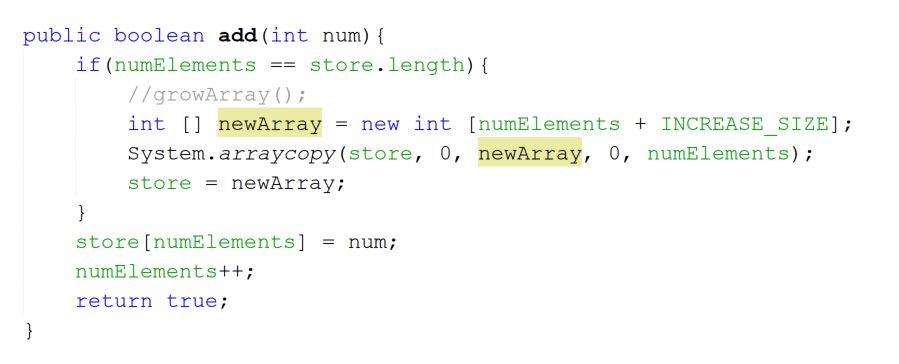 public boolean add(int num){
    if(numElements == store.length){
        //growArray();
        int [] newArray = new int [numElements + INCREASE_SIZE];
        System.arraycopy(store, 0, newArray, 0, numElements);
        store = newArray;
    }
    store[numElements] = num;
    numElements++;
    return true;
}